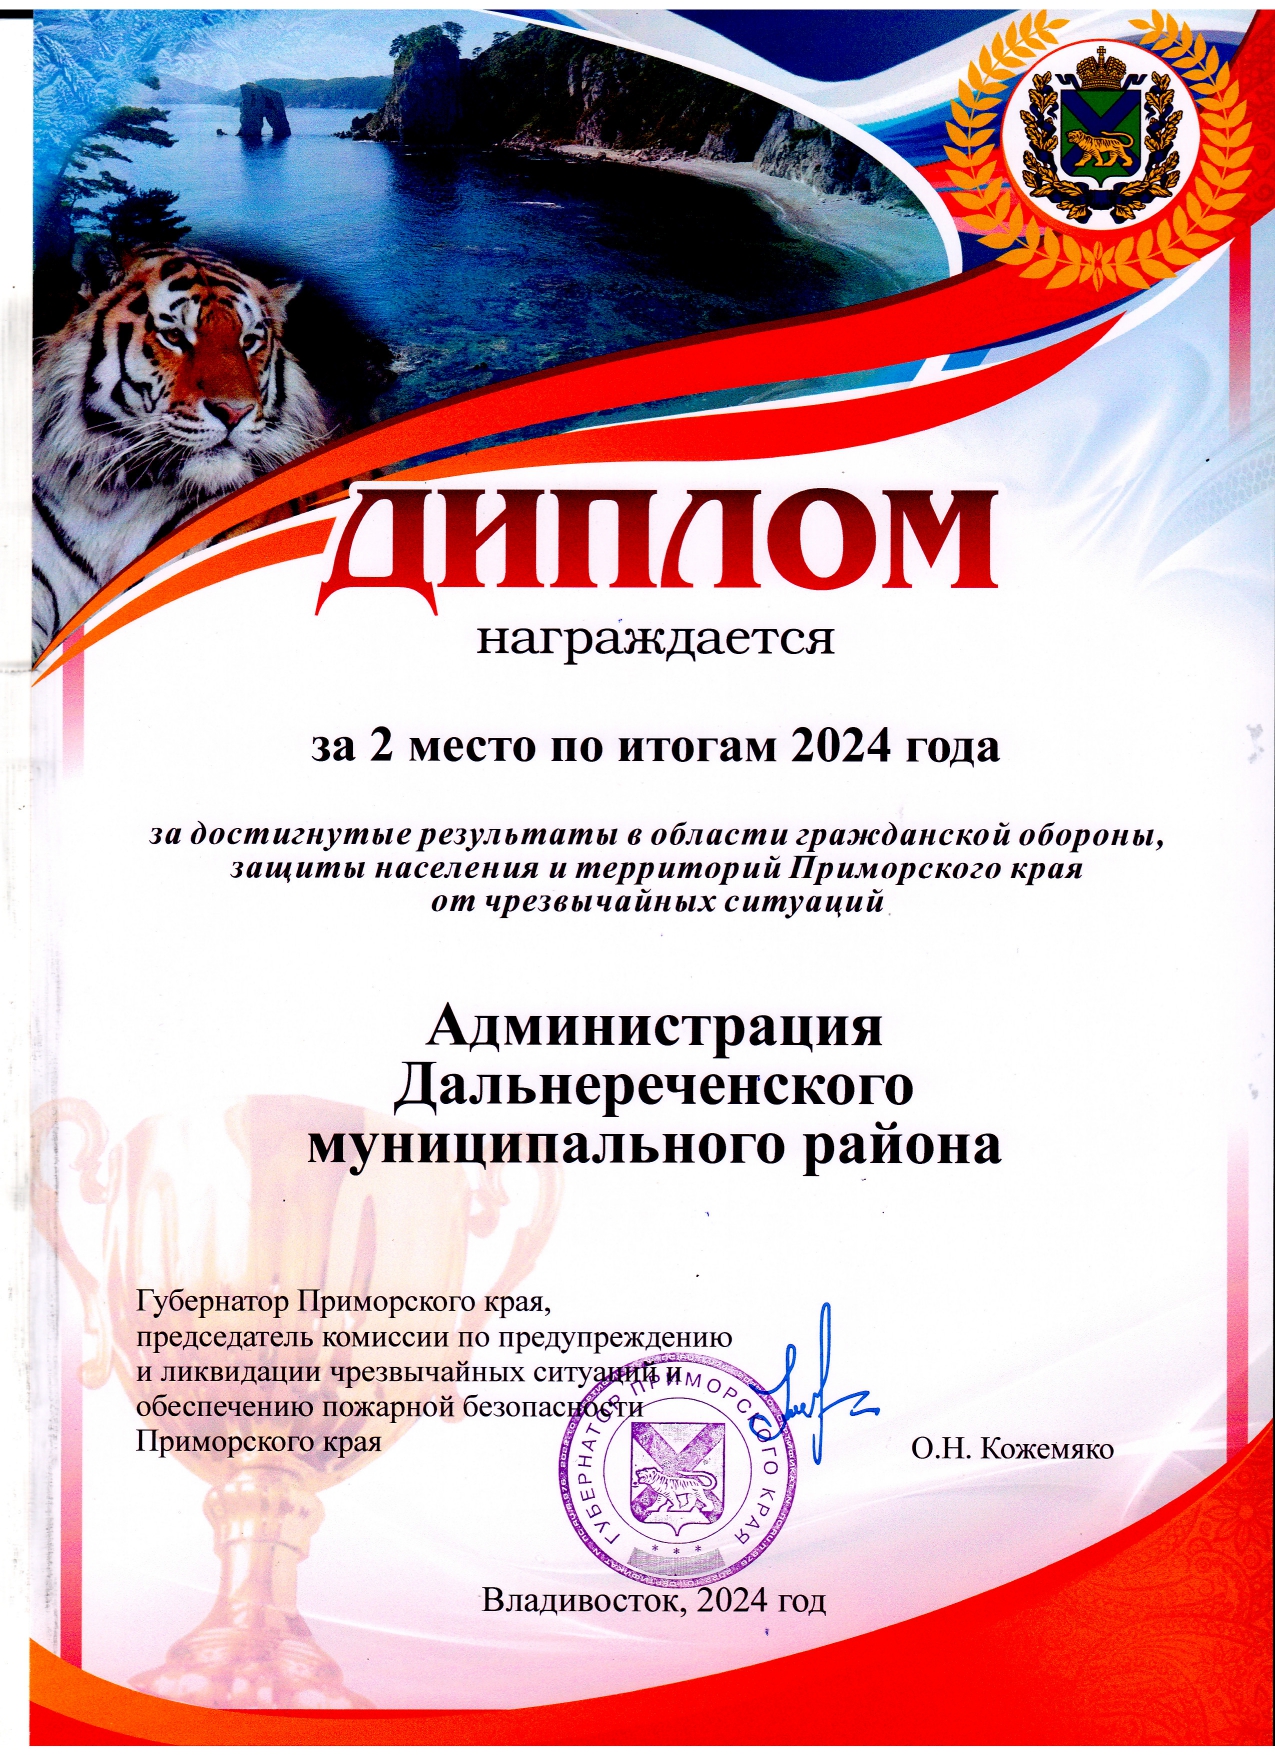 ДИПЛОМ
награждается
за 2 место по итогам 2024 года
за достигнутые результаты в области гражданской обороны,
защиты населения и территорий Приморского края
от чрезвычайных ситуаций
Администрация
Дальнереченского
муниципального района
Губернатор Приморского края,
председатель комиссии по предупреждению
и ликвидации чрезвычайных ситуаций и
обеспечению пожарной безопасности
Приморского края
О.Н. Кожемяко
ГУБЕРНАТОР ПРИМОРСКОГО КРАЯ
* * *
Владивосток, 2024 год